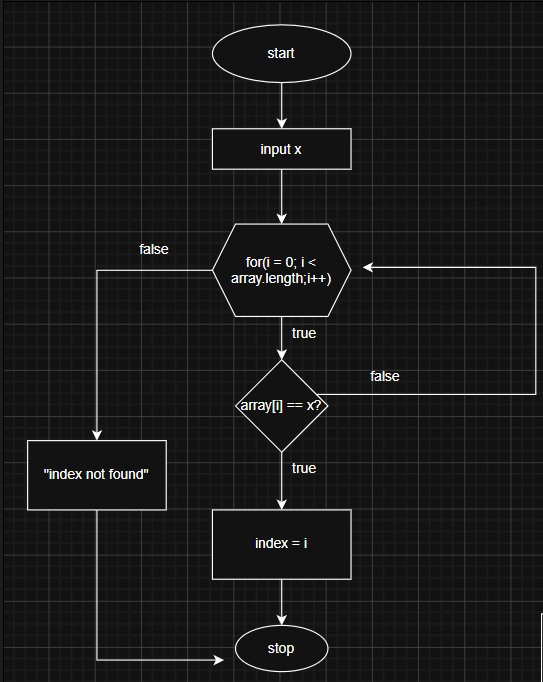 start
input x
false
for(i = 0; i <
array.length;i++)
true
false
array[i] == x?
true
"index not found"
index = i
stop